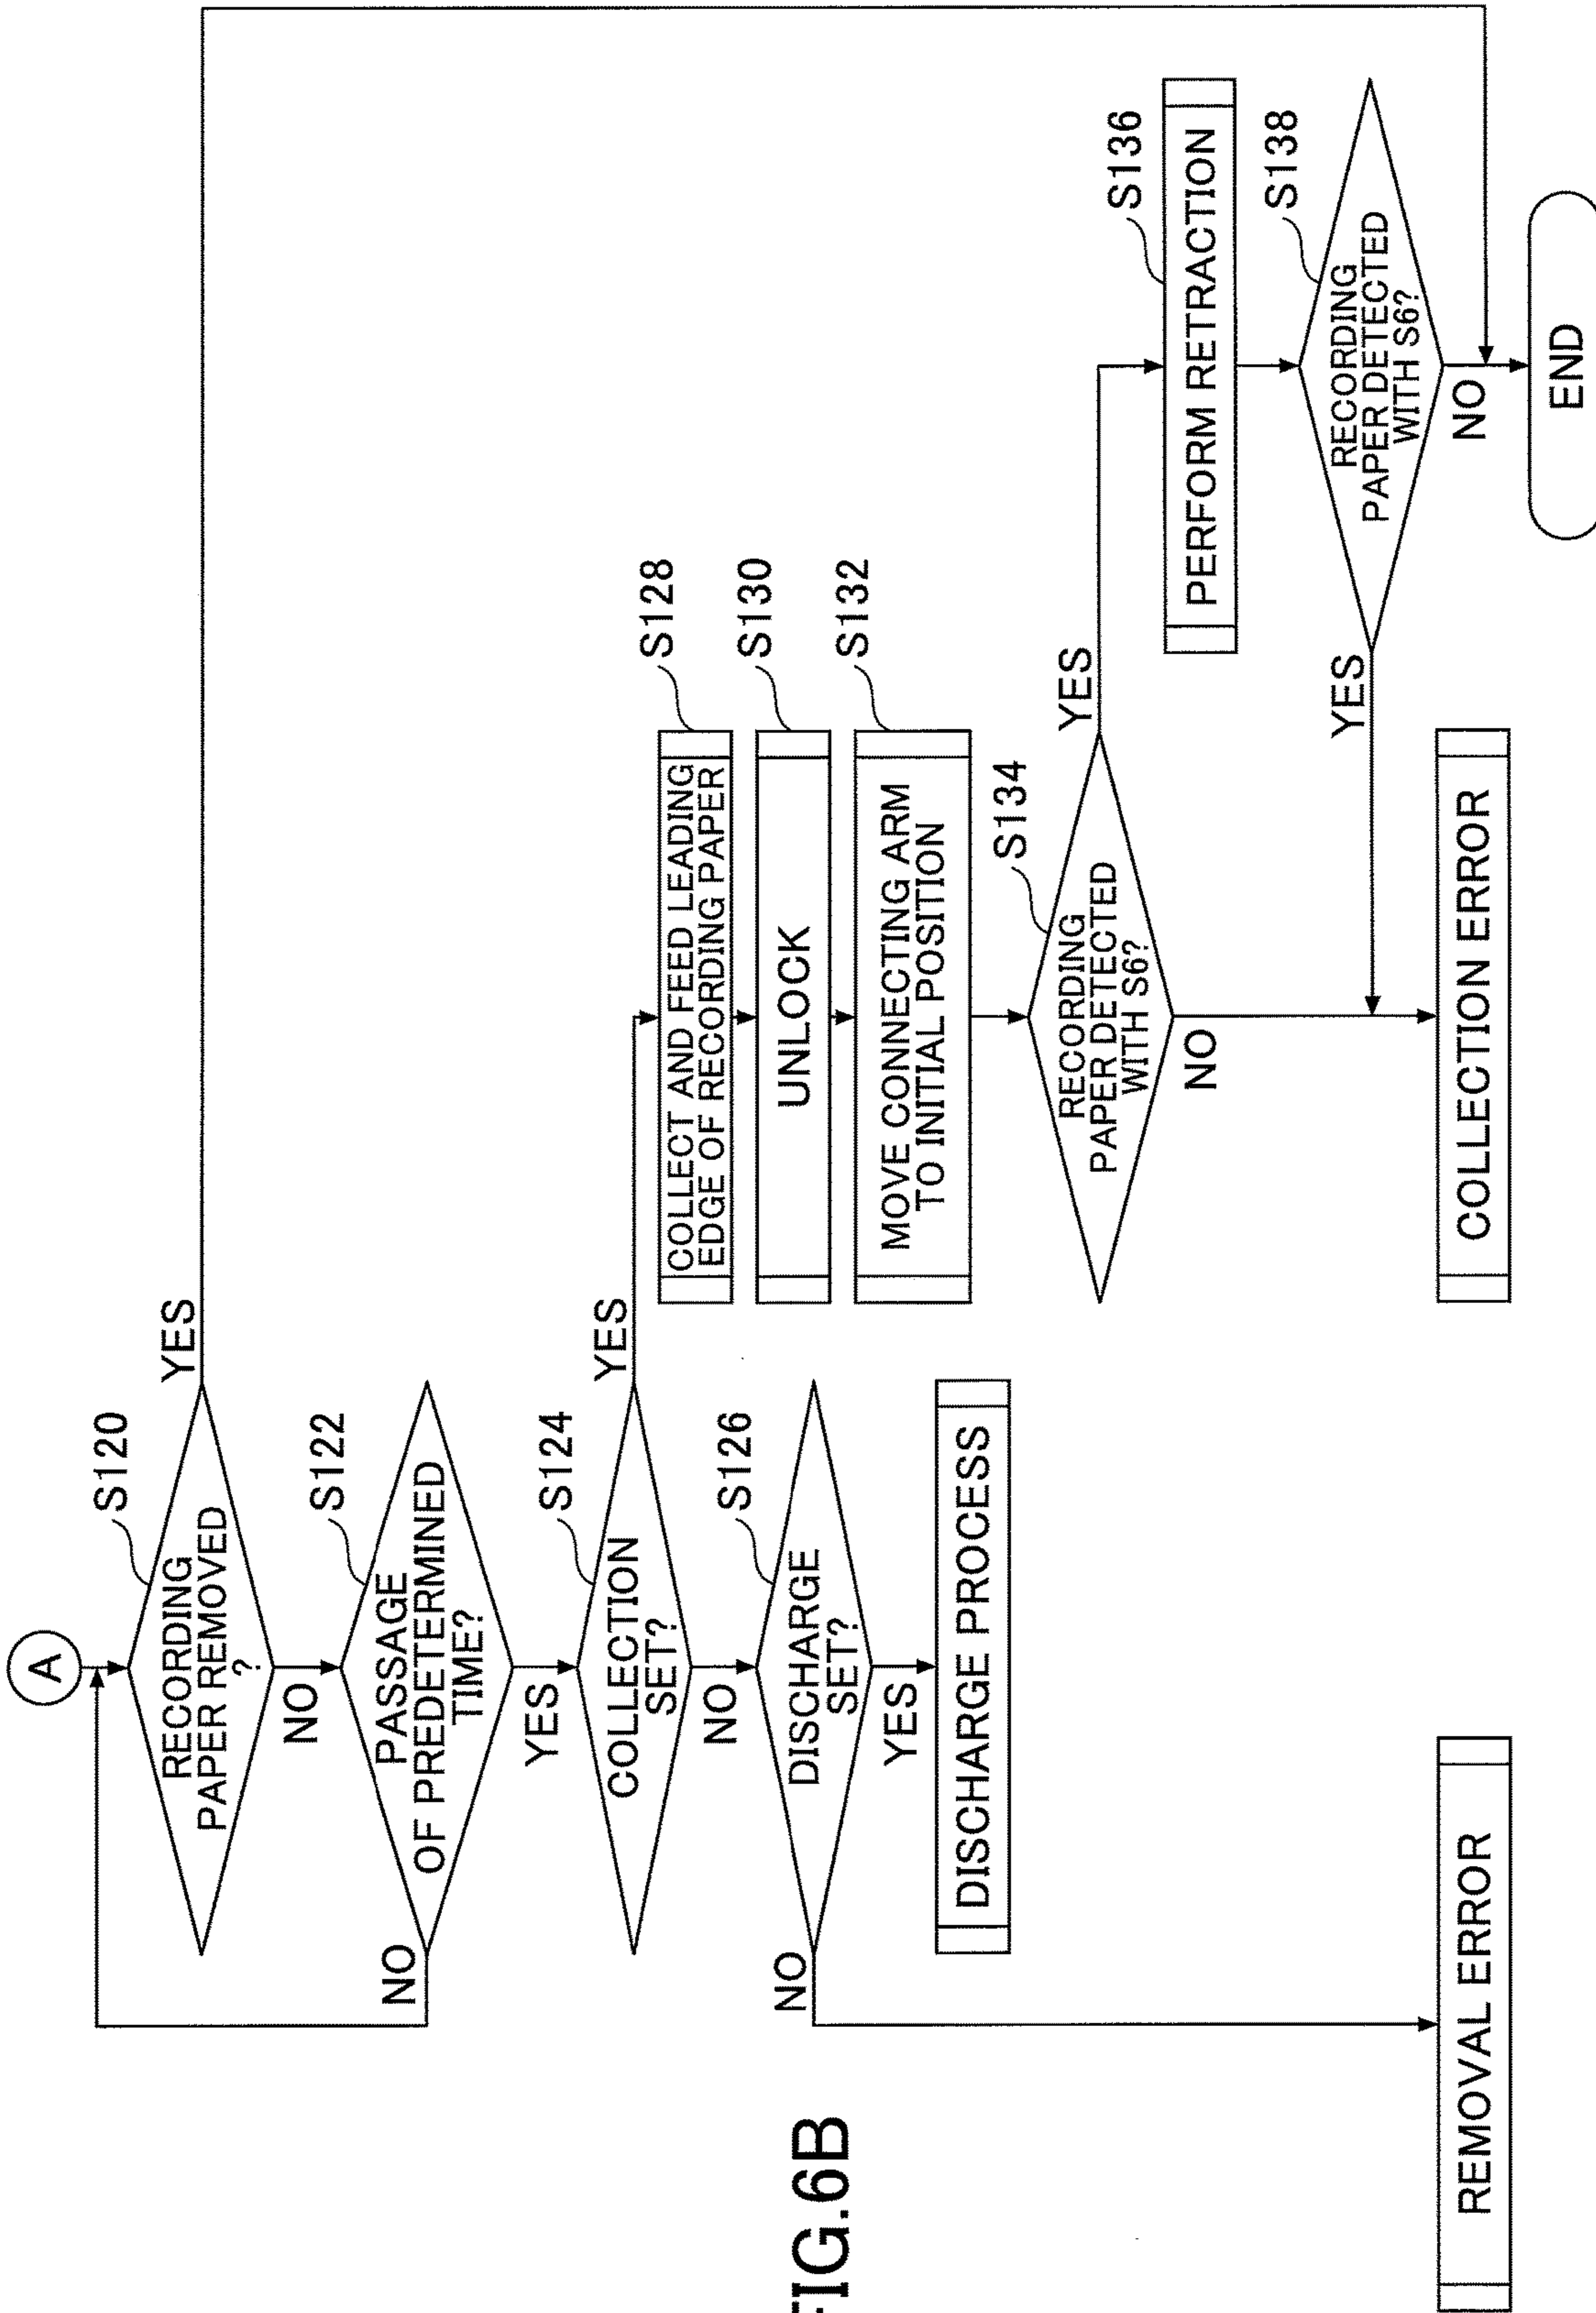 FIG.6B
A
S120
RECORDING
PAPER REMOVED
?
YES
NO
S122
PASSAGE
OF PREDETERMINED
TIME?
NO
YES
S124
COLLECTION
SET?
YES
NO
S126
DISCHARGE
SET?
NO
YES
DISCHARGE PROCESS
REMOVAL ERROR
S128
COLLECT AND FEED LEADING
EDGE OF RECORDING PAPER
S130
UNLOCK
S132
MOVE CONNECTING ARM
TO INITIAL POSITION
S134
RECORDING
PAPER DETECTED
WITH S6?
YES
NO
COLLECTION ERROR
S136
PERFORM RETRACTION
S138
RECORDING
PAPER DETECTED
WITH S6?
YES
NO
END